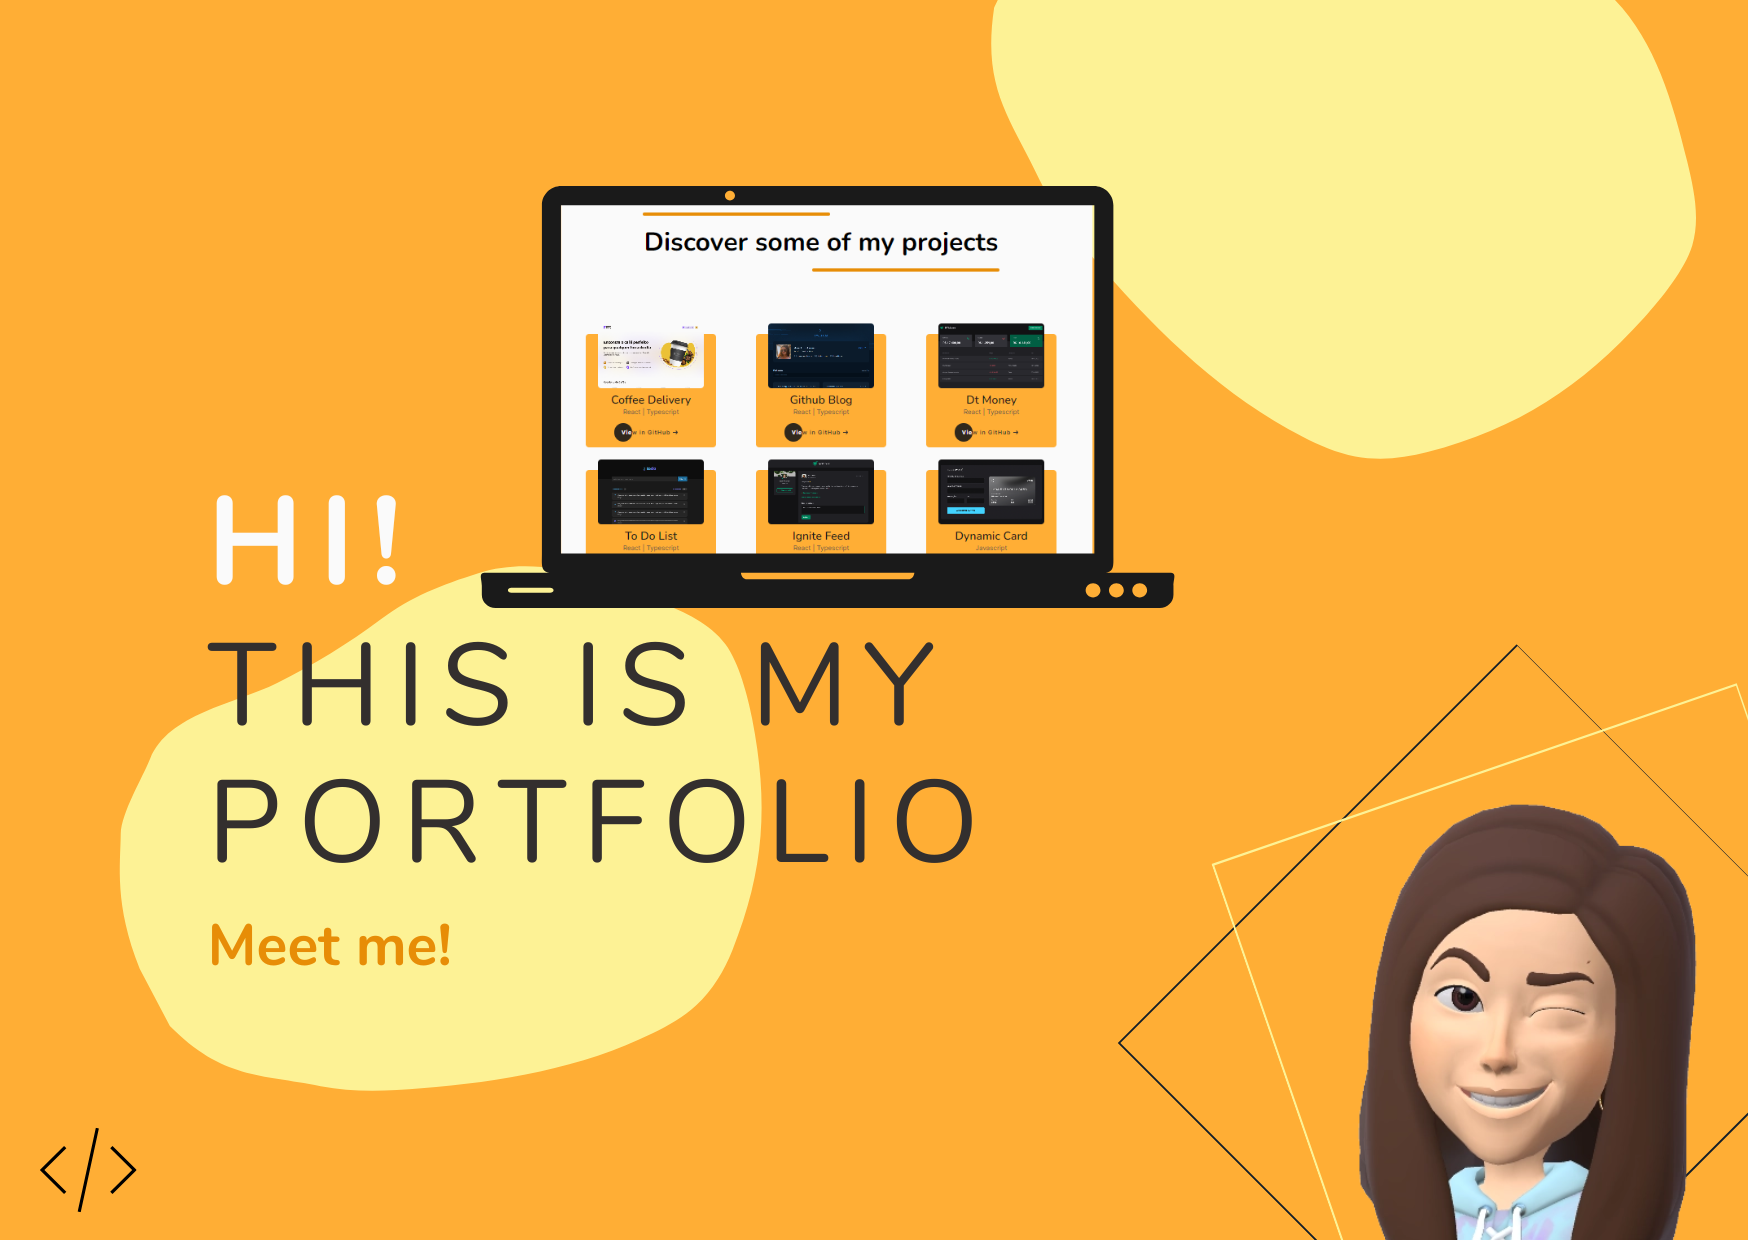 Discover some of my projects
Coffee Delivery
React | Typescript
View in GitHub →
Github Blog
React | Typescript
View in GitHub →
Dt Money
React | Typescript
View in GitHub →
To Do List
React | Typescript
Ignite Feed
React | Typescript
Dynamic Card
Javascript
HI!
THIS IS MY
PORTFOLIO
Meet me!